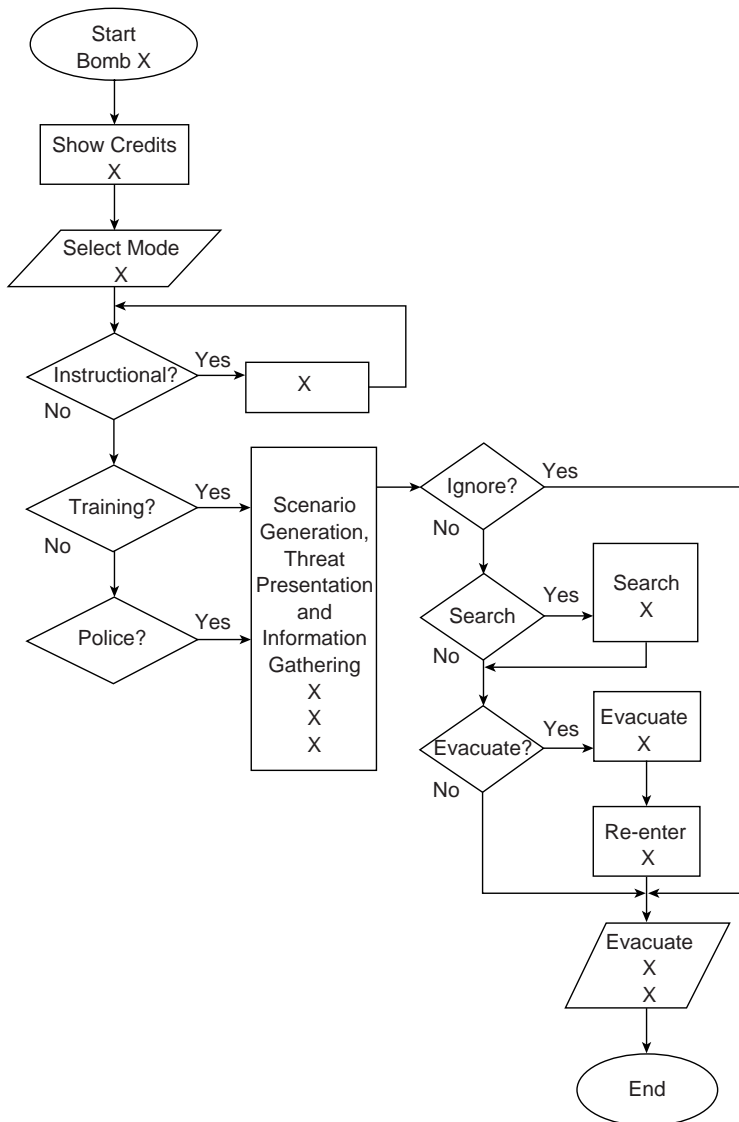 Start
Bomb X
Show Credits
X
Select Mode
X
Instructional?
Yes
X
No
Training?
Yes
No
Police?
Yes
Scenario
Generation,
Threat
Presentation
and
Information
Gathering
X
X
X
Ignore?
Yes
No
Search
Yes
Search
X
No
Evacuate?
Yes
Evacuate
X
No
Re-enter
X
Evacuate
X
X
End